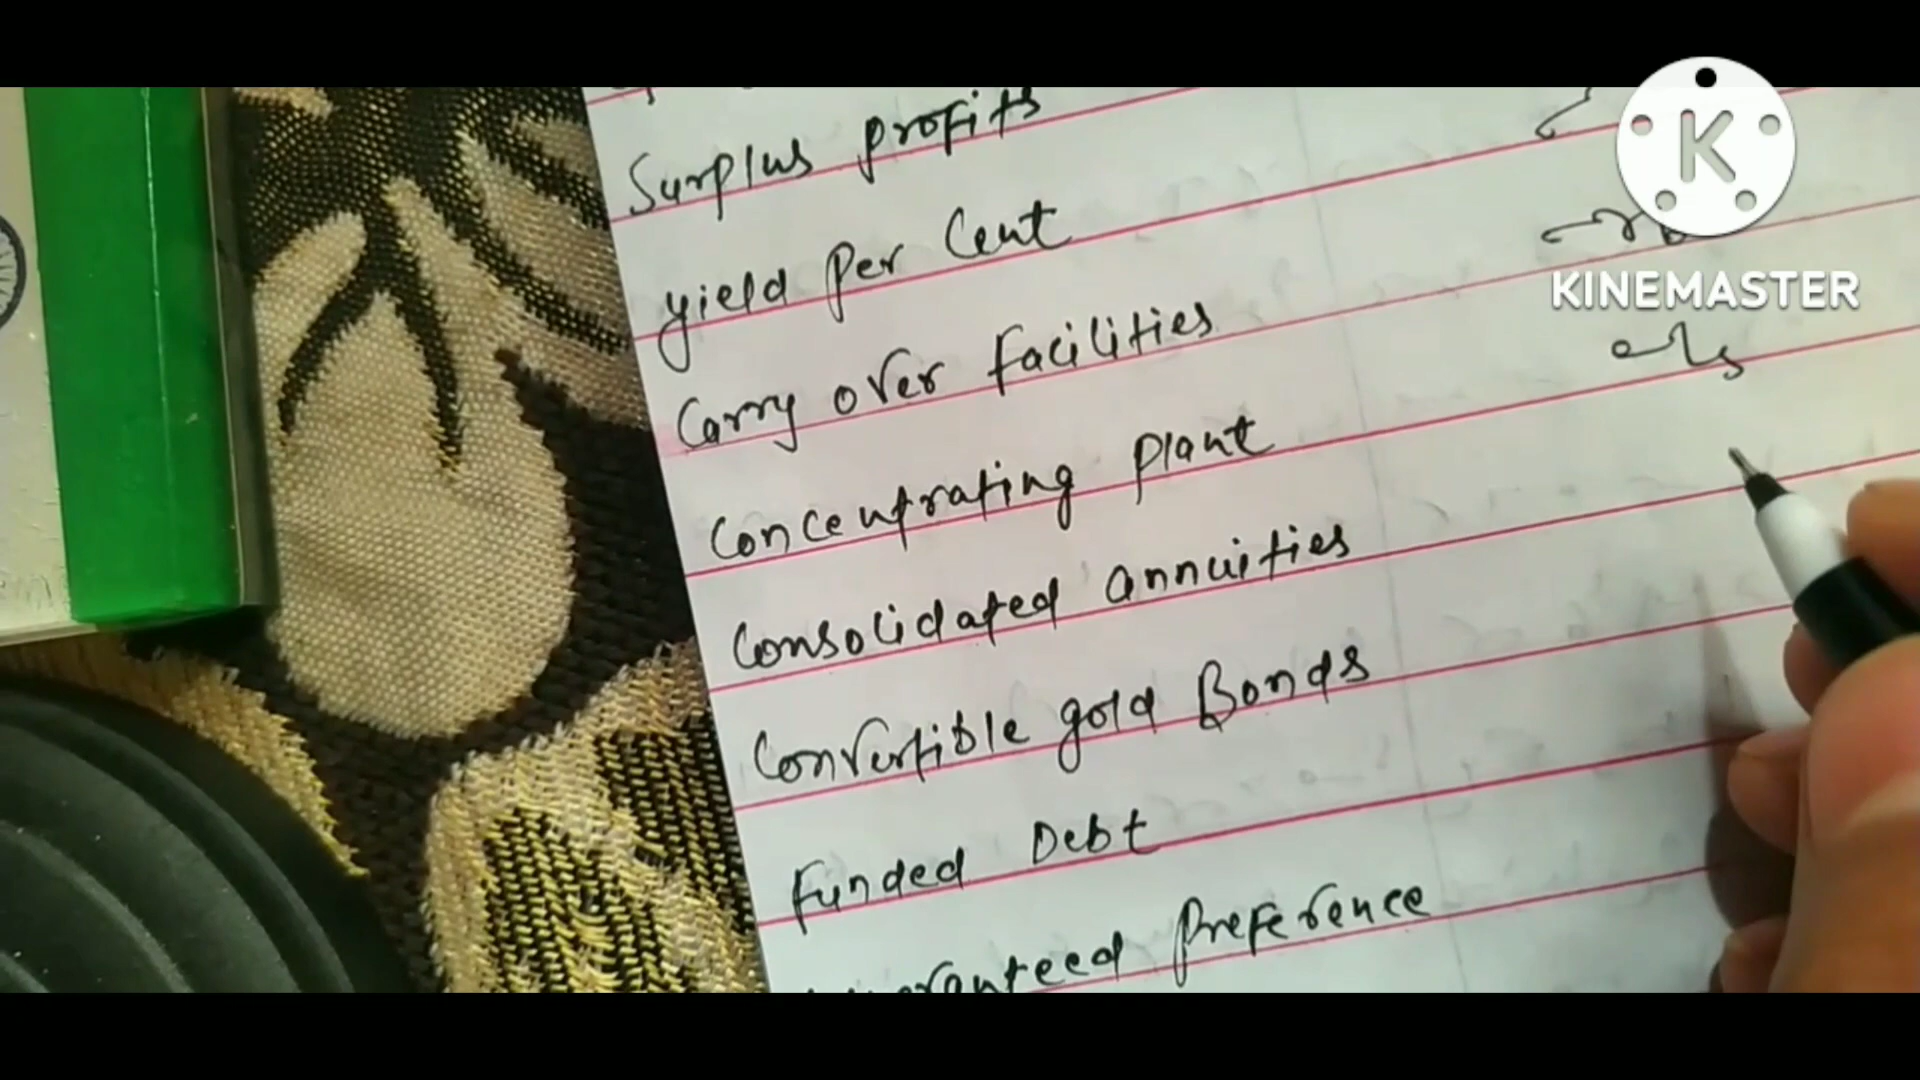 Surplus profits
yield per Cent
Carry over facilities
Concentrating plant
Consolidated annuities
Convertible gold Bonds
Funded Debt
Guaranteed preference
K
KINEMASTER